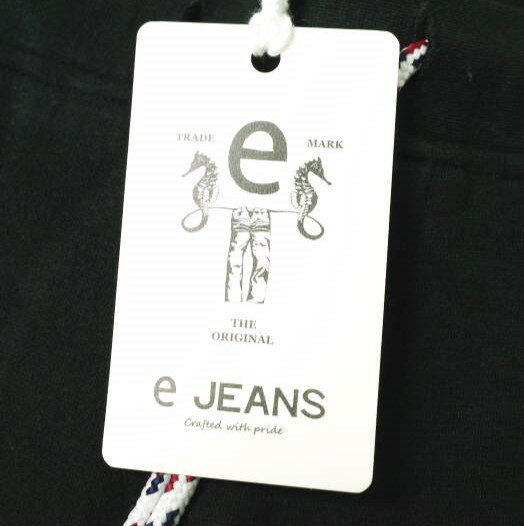 TRADE MARK
e
THE
ORIGINAL
e JEANS
Crafted with pride